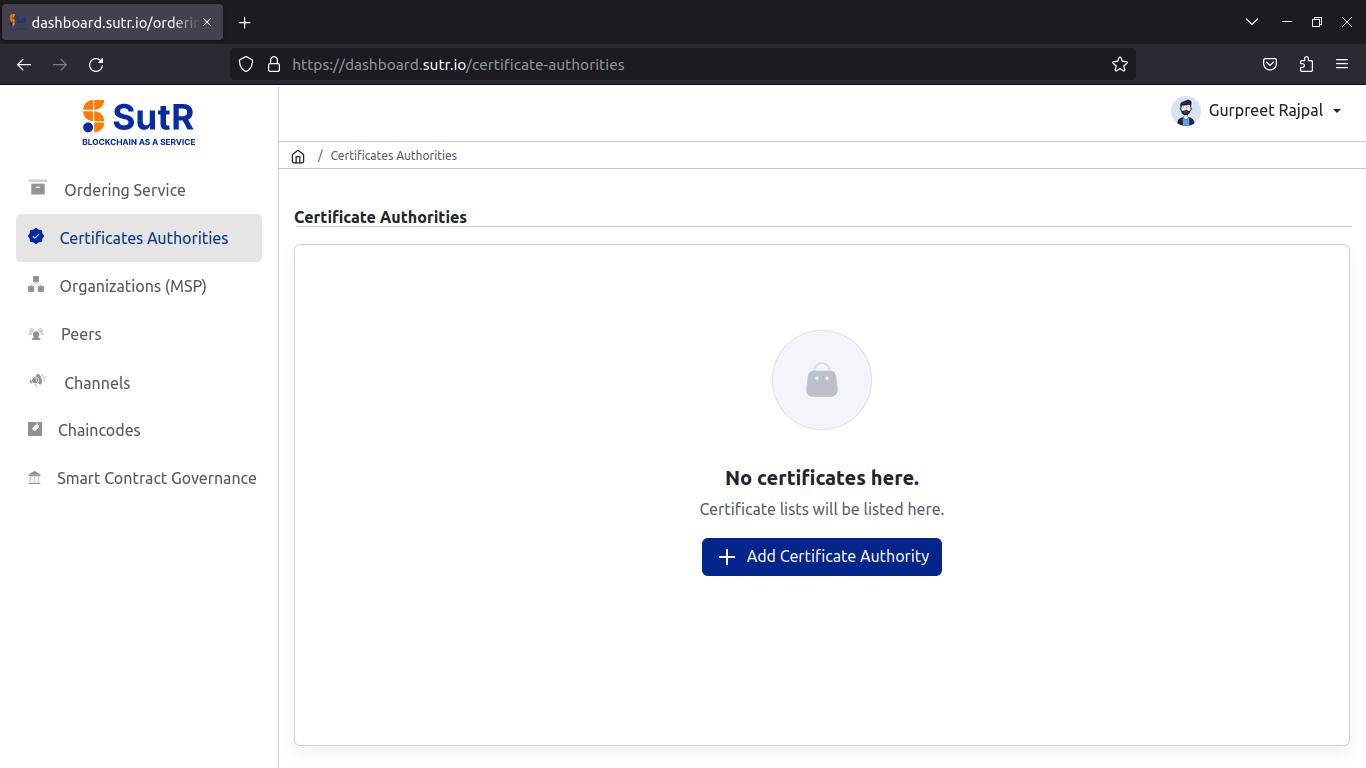 dashboard.sutr.io/orderin
https://dashboard.sutr.io/certificate-authorities
SutR
BLOCKCHAIN AS A SERVICE
Gurpreet Rajpal
/ Certificates Authorities
Ordering Service
Certificates Authorities
Organizations (MSP)
Peers
Channels
Chaincodes
Smart Contract Governance
Certificate Authorities
No certificates here.
Certificate lists will be listed here.
+ Add Certificate Authority